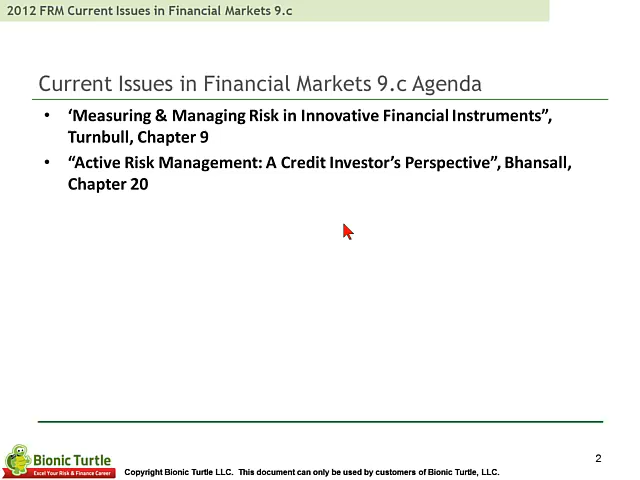 2012 FRM Current Issues in Financial Markets 9.c
Current Issues in Financial Markets 9.c Agenda
• ‘Measuring & Managing Risk in Innovative Financial Instruments”,
Turnbull, Chapter 9
• “Active Risk Management: A Credit Investor’s Perspective”, Bhansall,
Chapter 20
2
Bionic Turtle
Excel Your Risk & Finance Career
Copyright Bionic Turtle LLC. This document can only be used by customers of Bionic Turtle, LLC.